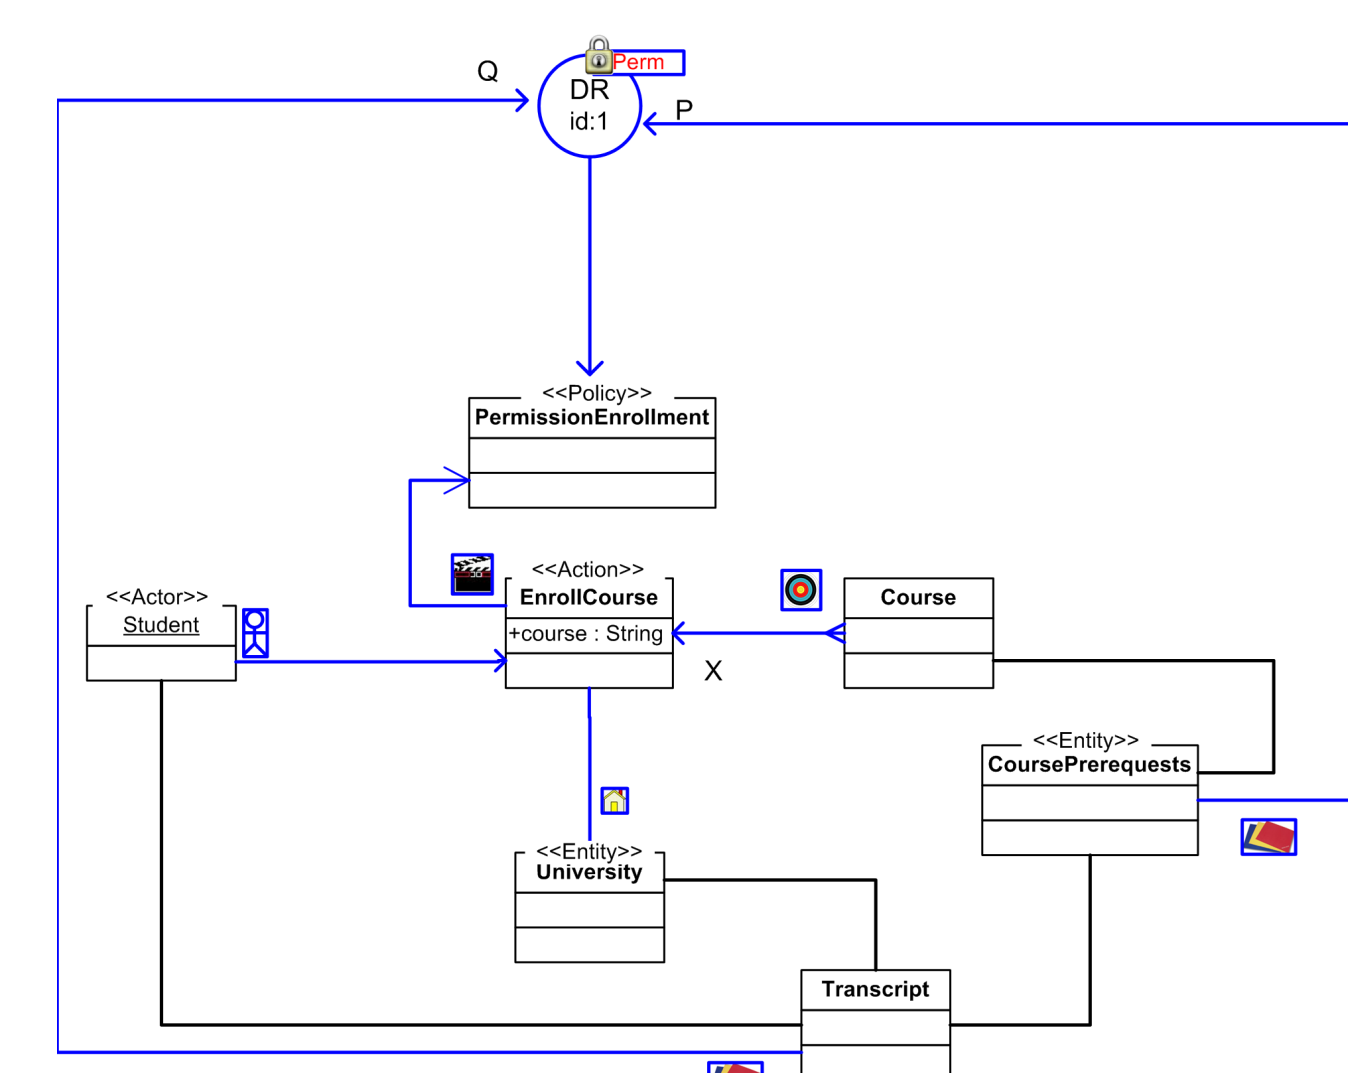 Perm
Q
DR
P
id:1
<<Policy>>
PermissionEnrollment
<<Action>>
EnrollCourse
+course : String
Course
<<Actor>>
Student
X
<<Entity>>
CoursePrerequests
<<Entity>>
University
Transcript